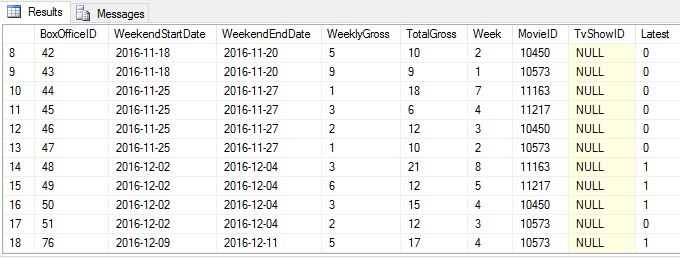 Results Messages
BoxOfficeID WeekendStartDate WeekendEndDate WeeklyGross TotalGross Week MovieID TvShowID Latest
8 42 2016-11-18 2016-11-20 5 10 2 10450 NULL 0
9 43 2016-11-18 2016-11-20 9 9 1 10573 NULL 0
10 44 2016-11-25 2016-11-27 1 18 7 11163 NULL 0
11 45 2016-11-25 2016-11-27 3 6 4 11217 NULL 0
12 46 2016-11-25 2016-11-27 2 12 3 10450 NULL 0
13 47 2016-11-25 2016-11-27 1 10 2 10573 NULL 0
14 48 2016-12-02 2016-12-04 3 21 8 11163 NULL 1
15 49 2016-12-02 2016-12-04 6 12 5 11217 NULL 1
16 50 2016-12-02 2016-12-04 3 15 4 10450 NULL 1
17 51 2016-12-02 2016-12-04 2 12 3 10573 NULL 0
18 76 2016-12-09 2016-12-11 5 17 4 10573 NULL 1